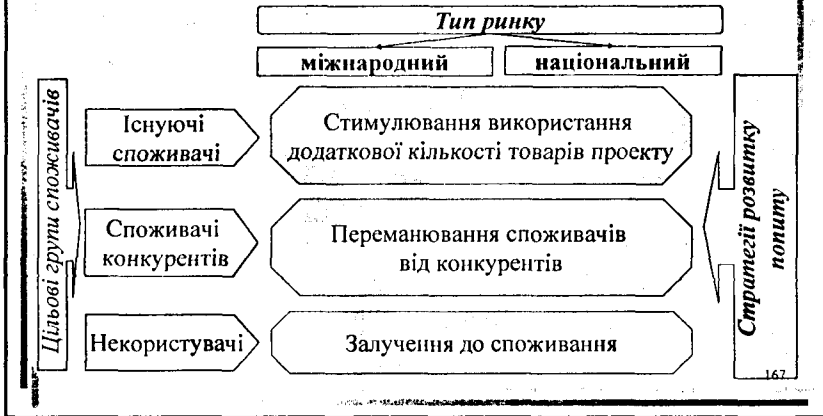 Тип ринку
міжнародний
національний
Цільові групи споживачів
Існуючі
споживачі
Стимулювання використання
додаткової кількості товарів проекту
Споживачі
конкурентів
Переманювання споживачів
від конкурентів
Некористувачі
Залучення до споживання
Стратегії розвитку
попиту
167